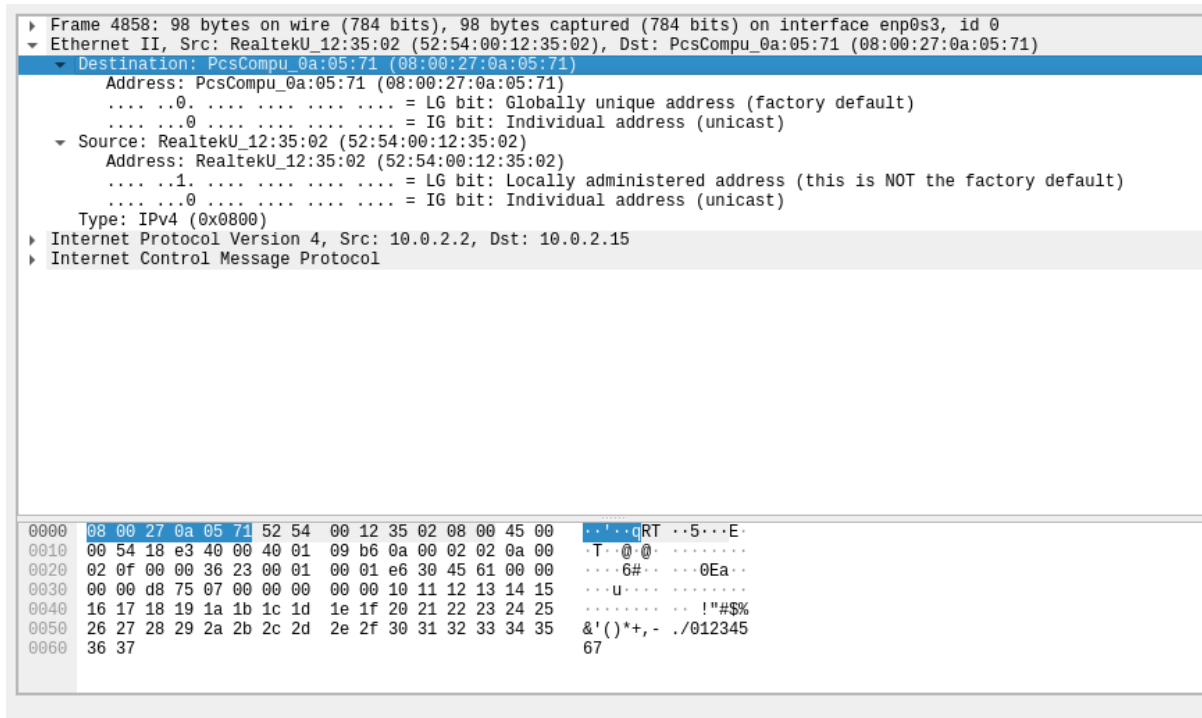 Frame 4858: 98 bytes on wire (784 bits), 98 bytes captured (784 bits) on interface enp0s3, id 0
Ethernet II, Src: RealtekU_12:35:02 (52:54:00:12:35:02), Dst: PcsCompu_0a:05:71 (08:00:27:0a:05:71)
Destination: PcsCompu_0a:05:71 (08:00:27:0a:05:71)
Address: PcsCompu_0a:05:71 (08:00:27:0a:05:71)
.... ..0. .... .... .... .... = LG bit: Globally unique address (factory default)
.... ...0 .... .... .... .... = IG bit: Individual address (unicast)
Source: RealtekU_12:35:02 (52:54:00:12:35:02)
Address: RealtekU_12:35:02 (52:54:00:12:35:02)
.... ..1. .... .... .... .... = LG bit: Locally administered address (this is NOT the factory default)
.... ...0 .... .... .... .... = IG bit: Individual address (unicast)
Type: IPv4 (0x0800)
Internet Protocol Version 4, Src: 10.0.2.2, Dst: 10.0.2.15
Internet Control Message Protocol
0000 08 00 27 0a 05 71 52 54 00 12 35 02 08 00 45 00 ··'··qRT ··5···E·
0010 00 54 18 e3 40 00 40 01 09 b6 0a 00 02 02 0a 00 ·T··@·@· ········
0020 02 0f 00 00 36 23 00 01 00 01 e6 30 45 61 00 00 ····6#·· ···0Ea··
0030 00 00 d8 75 07 00 00 00 00 00 10 11 12 13 14 15 ···u···· ········
0040 16 17 18 19 1a 1b 1c 1d 1e 1f 20 21 22 23 24 25 ········ ·· !"#$%
0050 26 27 28 29 2a 2b 2c 2d 2e 2f 30 31 32 33 34 35 &'()*+,- ./012345
0060 36 37 67